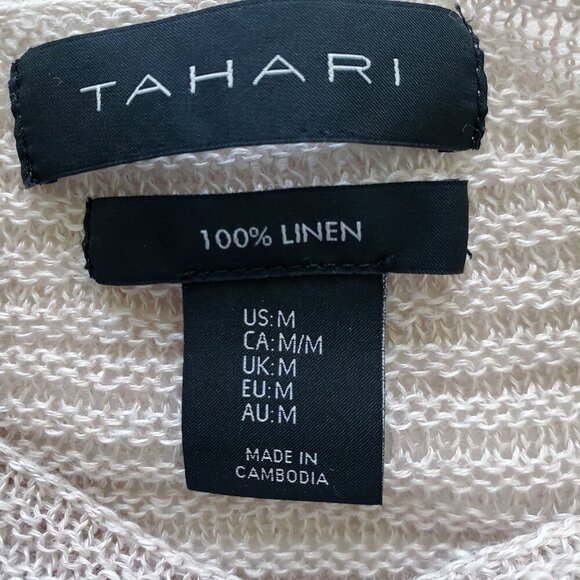 TAHARI
100% LINEN
US:M
CA:M/M
UK:M
EU:M
AU:M
MADE IN
CAMBODIA